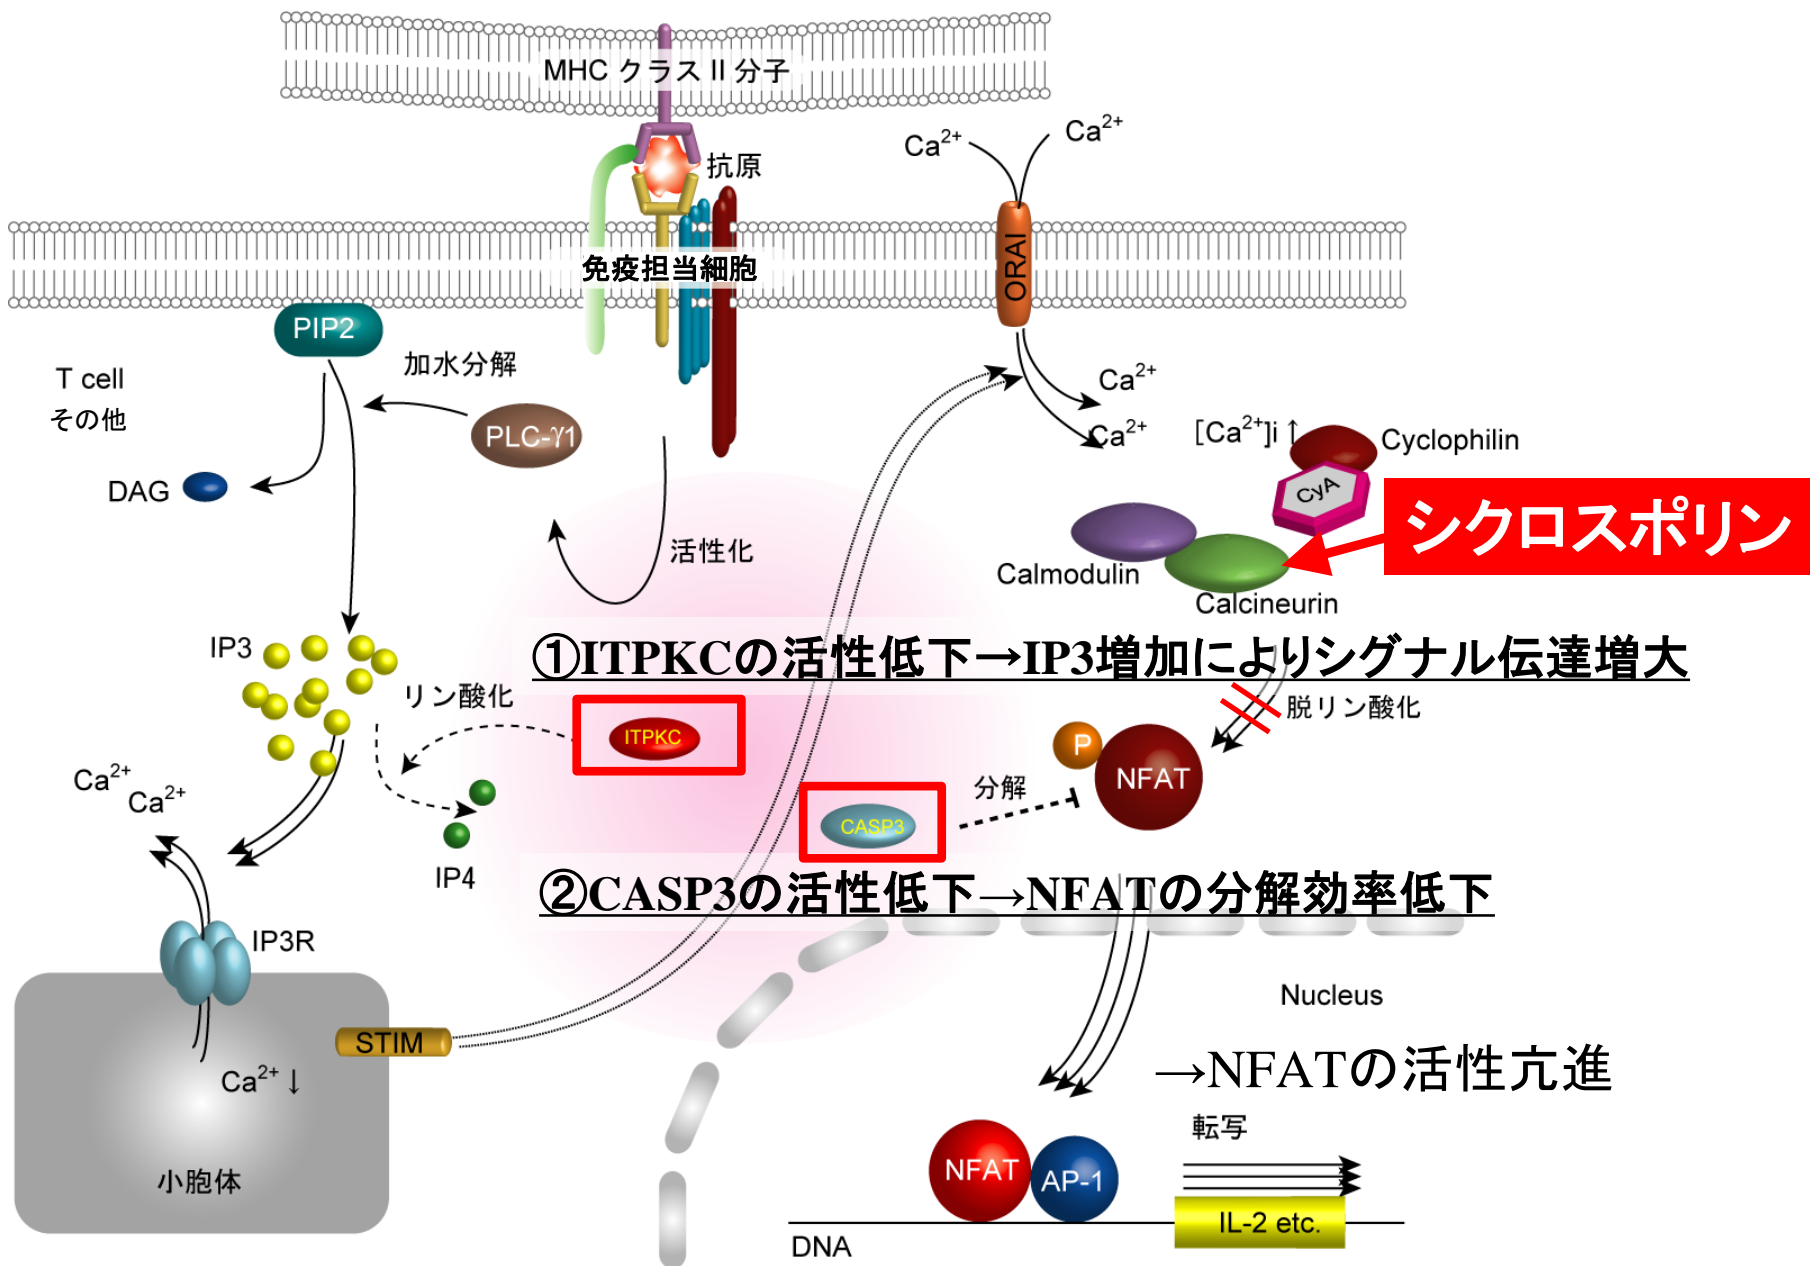 MHC クラス II 分子
Ca2+
Ca2+
抗原
免疫担当細胞
ORAI
PIP2
加水分解
T cell
その他
PLC-γ1
DAG
Ca2+
Ca2+
[Ca2+]i ↑
Cyclophilin
CyA
シクロスポリン
活性化
Calmodulin
Calcineurin
①ITPKCの活性低下→IP3増加によりシグナル伝達増大
IP3
リン酸化
脱リン酸化
ITPKC
P
NFAT
Ca2+
Ca2+
分解
CASP3
IP4
②CASP3の活性低下→NFATの分解効率低下
IP3R
Nucleus
STIM
Ca2+ ↓
→NFATの活性亢進
転写
小胞体
NFAT
AP-1
IL-2 etc.
DNA